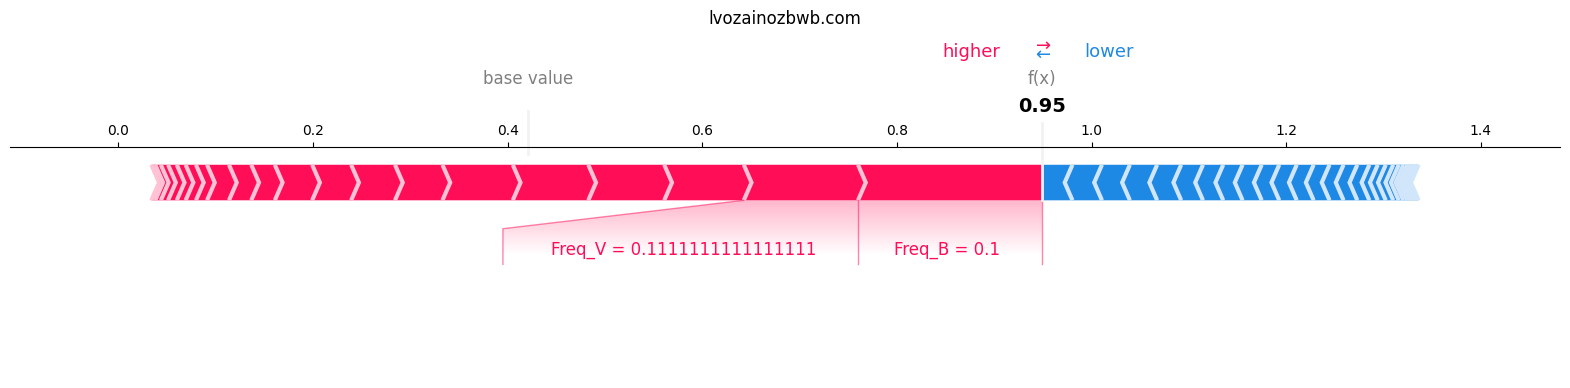 lvozainozbwb.com
higher ⇄ lower
base value f(x)
0.95
0.0 0.2 0.4 0.6 0.8 1.0 1.2 1.4
Freq_V = 0.1111111111111111 Freq_B = 0.1